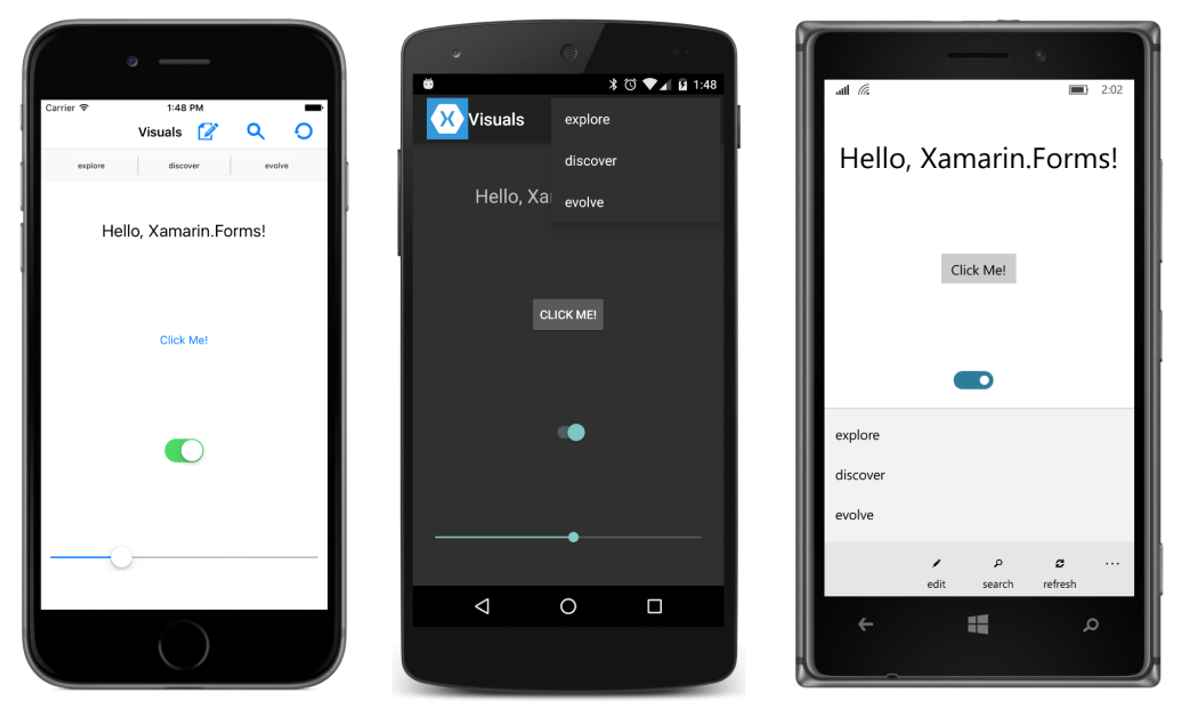 Carrier 1:48 PM
Visuals
explore discover evolve
Hello, Xamarin.Forms!
Click Me!
1:48
Visuals
explore
discover
evolve
Hello, Xa
CLICK ME!
2:02
Hello, Xamarin.Forms!
Click Me!
explore
discover
evolve
edit search refresh